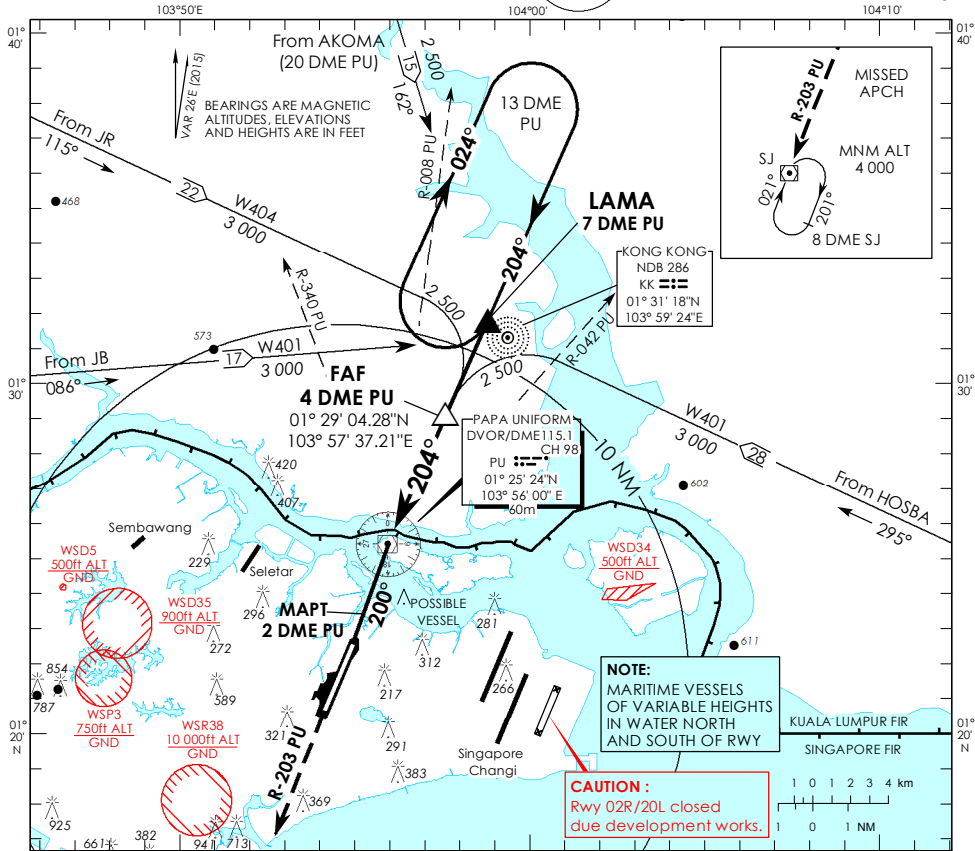 103°50'E
104°00'
104°10'
01°
40'
01°
40'
From AKOMA
(20 DME PU)
2 500
15
162°
VAR 26'E (2015)
BEARINGS ARE MAGNETIC
ALTITUDES, ELEVATIONS
AND HEIGHTS ARE IN FEET
13 DME
PU
R-203 PU
MISSED
APCH
SJ
MNM ALT
4 000
021°
201°
8 DME SJ
From JR
115°
22
W404
3 000
468
024°
R-008 PU
204°
LAMA
7 DME PU
KONG KONG
NDB 286
KK
01° 31' 18"N
103° 59' 24"E
R-340 PU
2 500
R-042 PU
573
From JB
086°
17
W401
3 000
2 500
01°
30'
01°
30'
FAF
4 DME PU
01° 29' 04.28"N
103° 57' 37.21"E
204°
PAPA UNIFORM
DVOR/DME115.1
CH 98
PU
01° 25' 24"N
103° 56' 00" E
60m
10 NM
W401
3 000
28
From HOSBA
295°
602
420
407
Sembawang
229
Seletar
296
WSD5
500ft ALT
GND
WSD35
900ft ALT
GND
272
WSD34
500ft ALT
GND
MAPT
2 DME PU
200°
POSSIBLE
VESSEL
281
312
611
854
787
589
217
266
WSP3
750ft ALT
GND
WSR38
10 000ft ALT
GND
321
291
383
369
R-203 PU
Singapore
Changi
NOTE:
MARITIME VESSELS
OF VARIABLE HEIGHTS
IN WATER NORTH
AND SOUTH OF RWY
KUALA LUMPUR FIR
SINGAPORE FIR
01°
20'
N
01°
20'
N
CAUTION :
Rwy 02R/20L closed
due development works.
1 0 1 2 3 4 km
1 0 1 NM
925
661
382
941
713